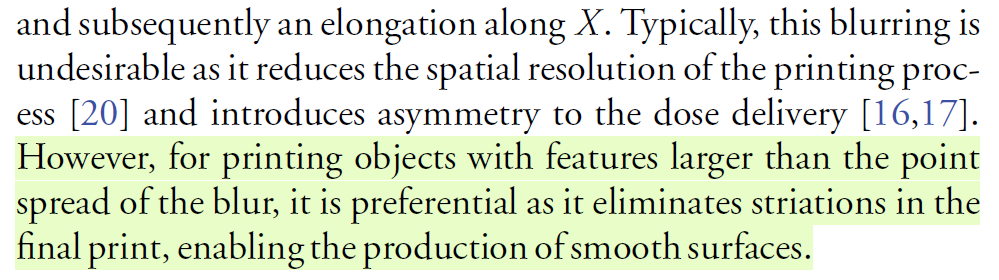 and subsequently an elongation along X. Typically, this blurring is
undesirable as it reduces the spatial resolution of the printing proc-
ess [20] and introduces asymmetry to the dose delivery [16,17].
However, for printing objects with features larger than the point
spread of the blur, it is preferential as it eliminates striations in the
final print, enabling the production of smooth surfaces.